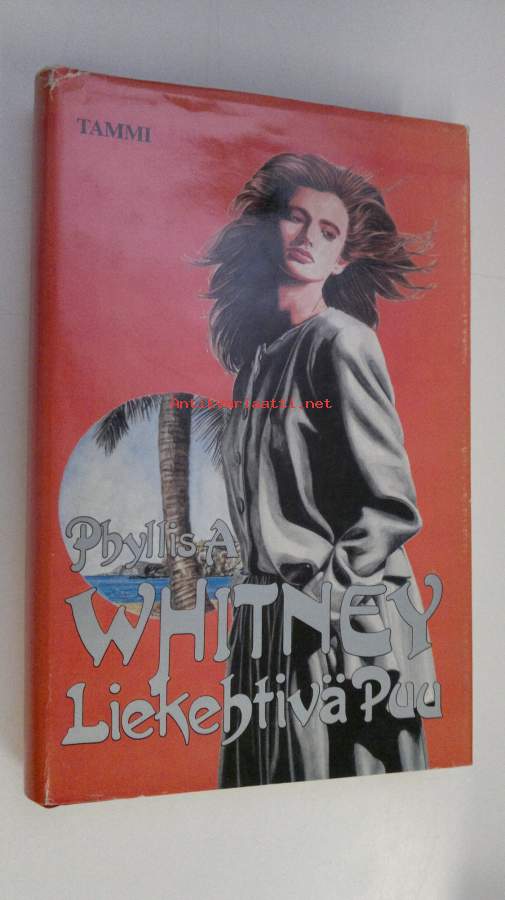 TAMMI
Antikvariaatti.net
Phyllis A
WHITNEY
Liekehtivä Puu